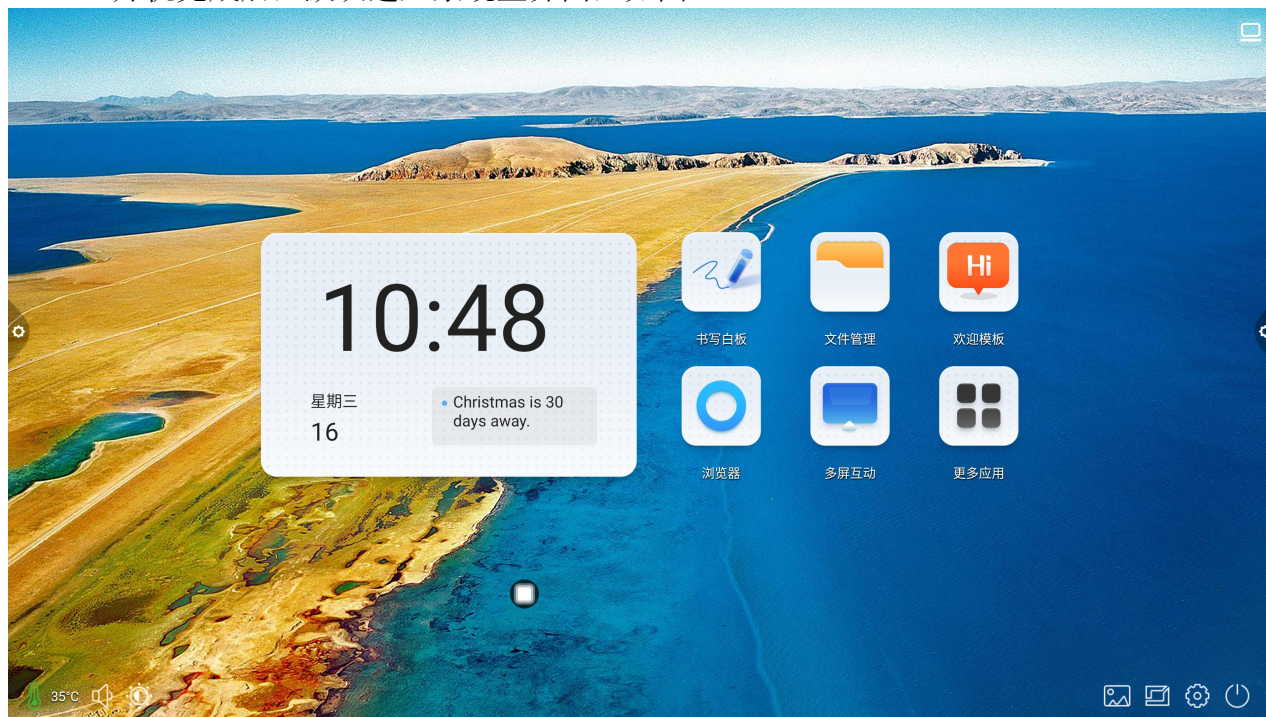 10:48
星期三
16
Christmas is 30
days away.
Hi
书写白板
文件管理
欢迎模板
浏览器
多屏互动
更多应用
35°C